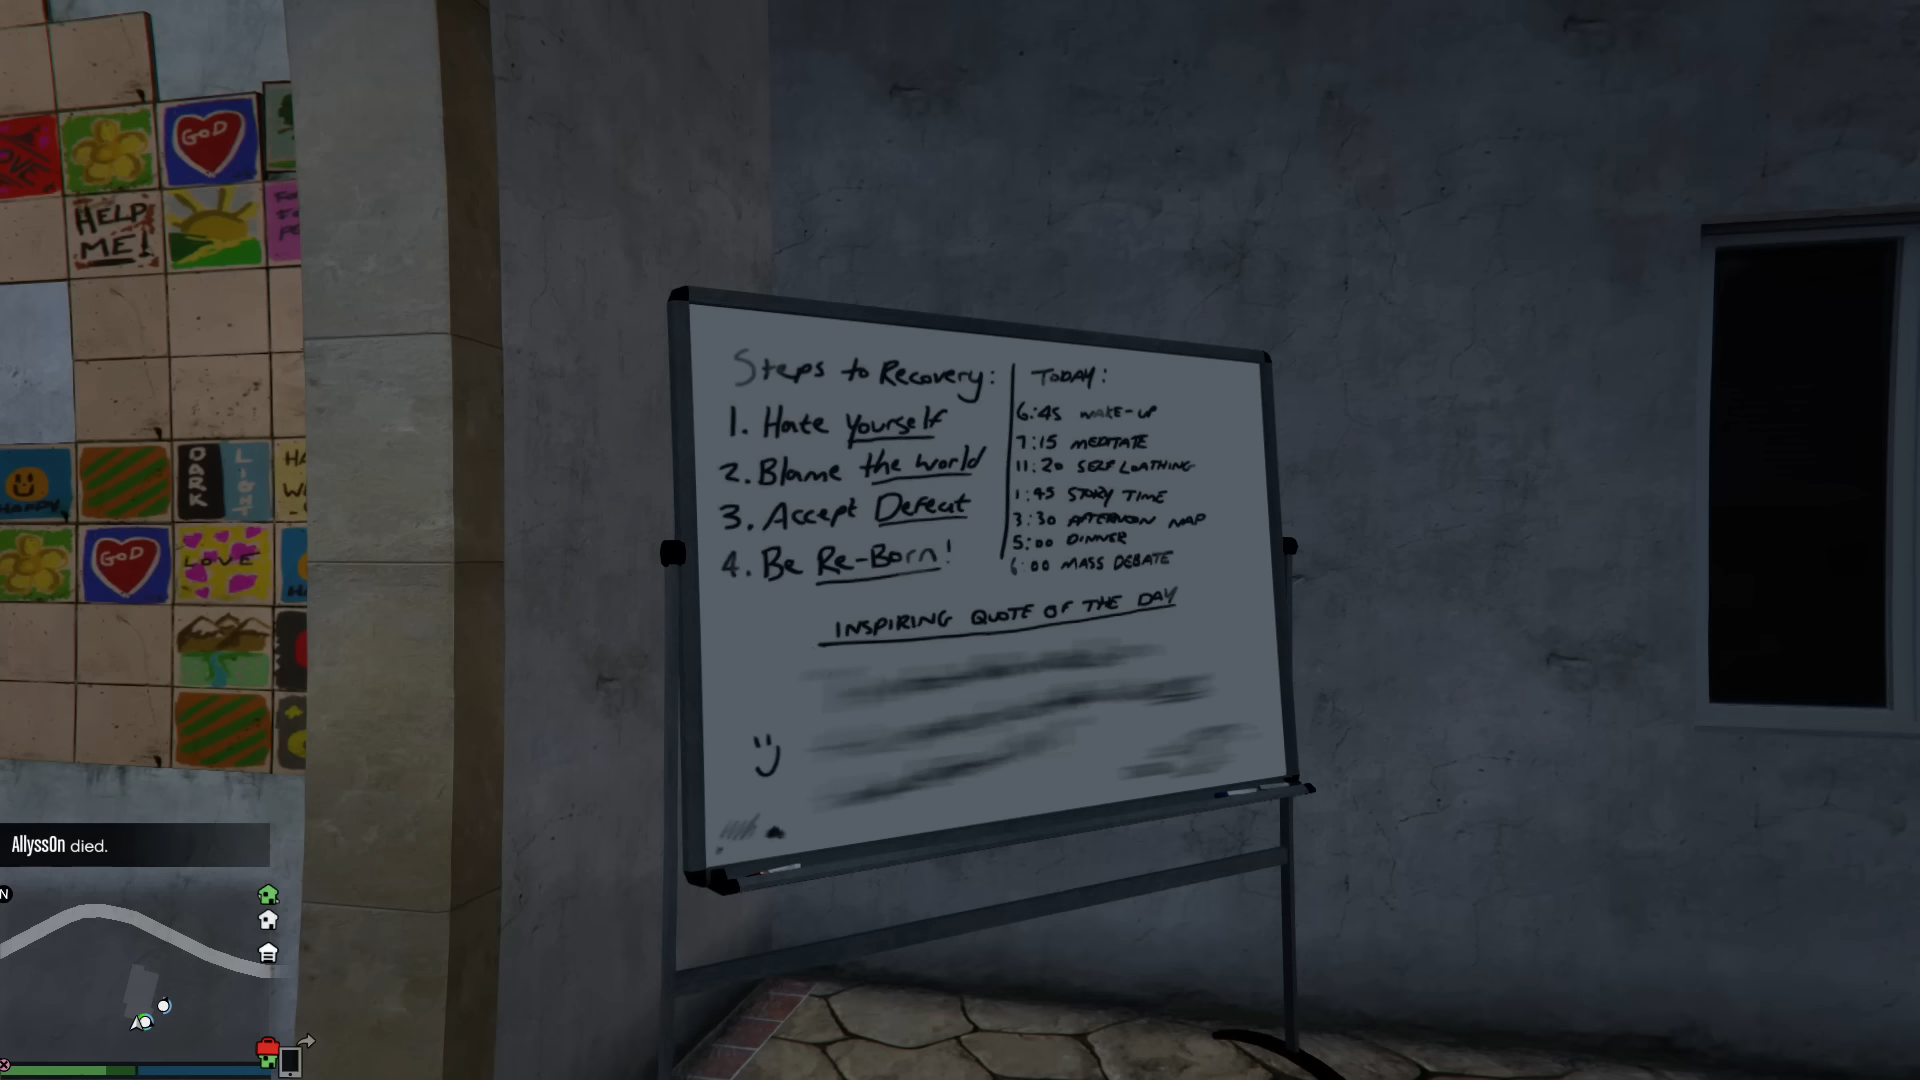 GOD
HELP
ME!
DARK
LIGHT
HAPPY
GOD
LOVE
Steps to Recovery:
1. Hate yourself
2. Blame the world
3. Accept Defeat
4. Be Re-Born!
TODAY:
6:45 WAKE-UP
7:15 MEDITATE
11:20 SELF LOATHING
1:45 STORY TIME
3:30 AFTERNOON NAP
5:00 DINNER
6:00 MASS DEBATE
INSPIRING QUOTE OF THE DAY
AllyssOn died.
N